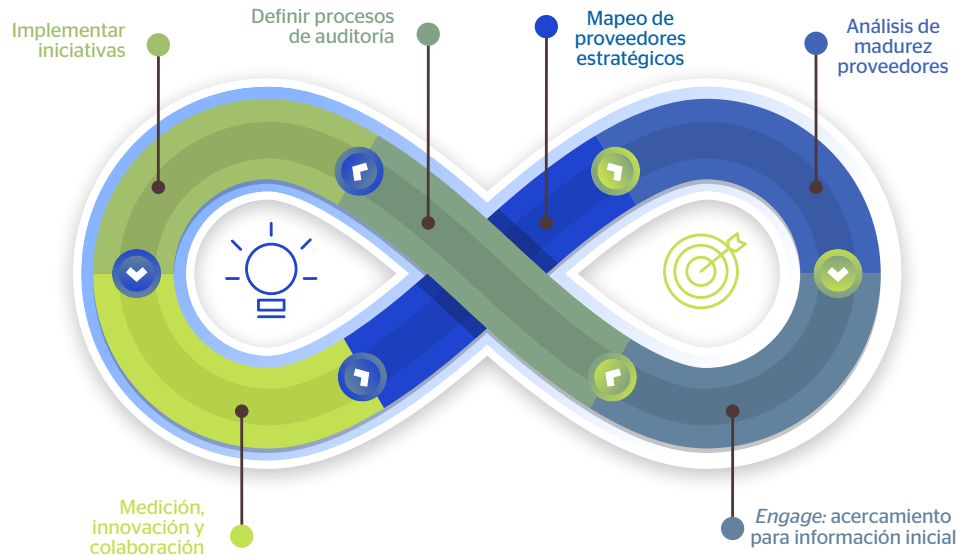 Implementar
iniciativas
Definir procesos
de auditoría
Mapeo de
proveedores
estratégicos
Análisis de
madurez
proveedores
Medición,
innovación y
colaboración
Engage: acercamiento
para información inicial